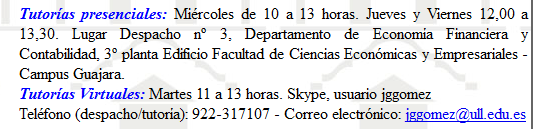 Tutorías presenciales: Miércoles de 10 a 13 horas. Jueves y Viernes 12,00 a
13,30. Lugar Despacho nº 3, Departamento de Economia Financiera y
Contabilidad, 3º planta Edificio Facultad de Ciencias Económicas y Empresariales -
Campus Guajara.
Tutorías Virtuales: Martes 11 a 13 horas. Skype, usuario jggomez
Teléfono (despacho/tutoria): 922-317107 - Correo electrónico: jggomez@ull.edu.es